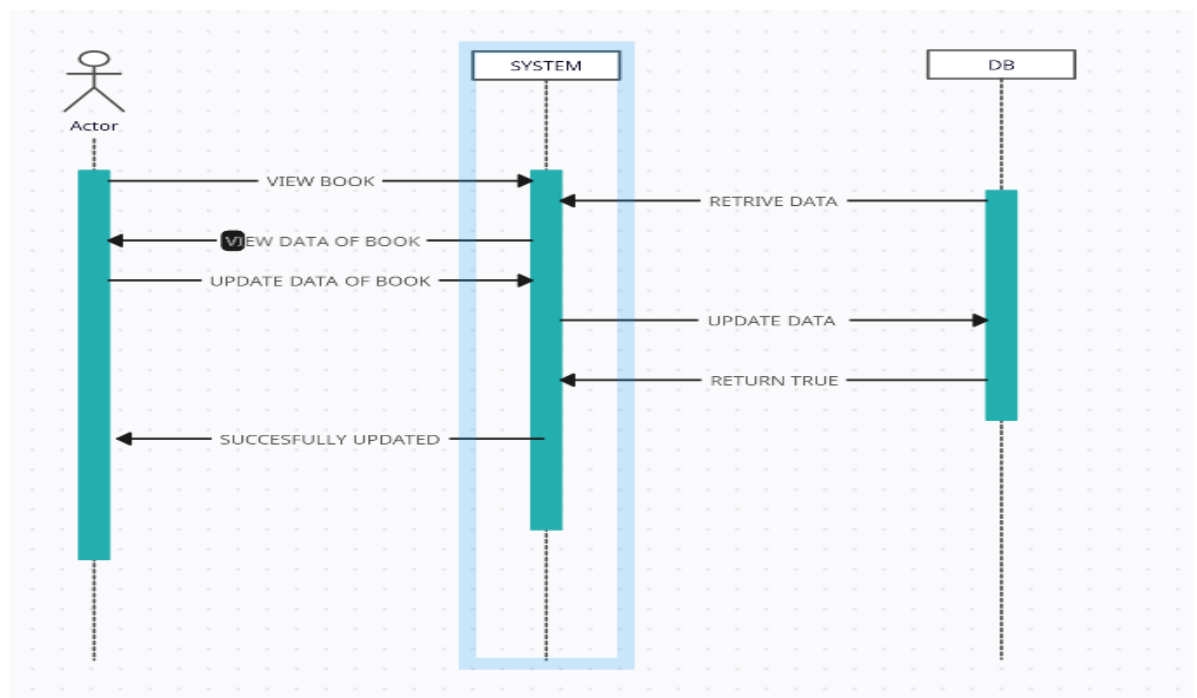 SYSTEM
DB
Actor
VIEW BOOK
RETRIVE DATA
VIEW DATA OF BOOK
UPDATE DATA OF BOOK
UPDATE DATA
RETURN TRUE
SUCCESFULLY UPDATED